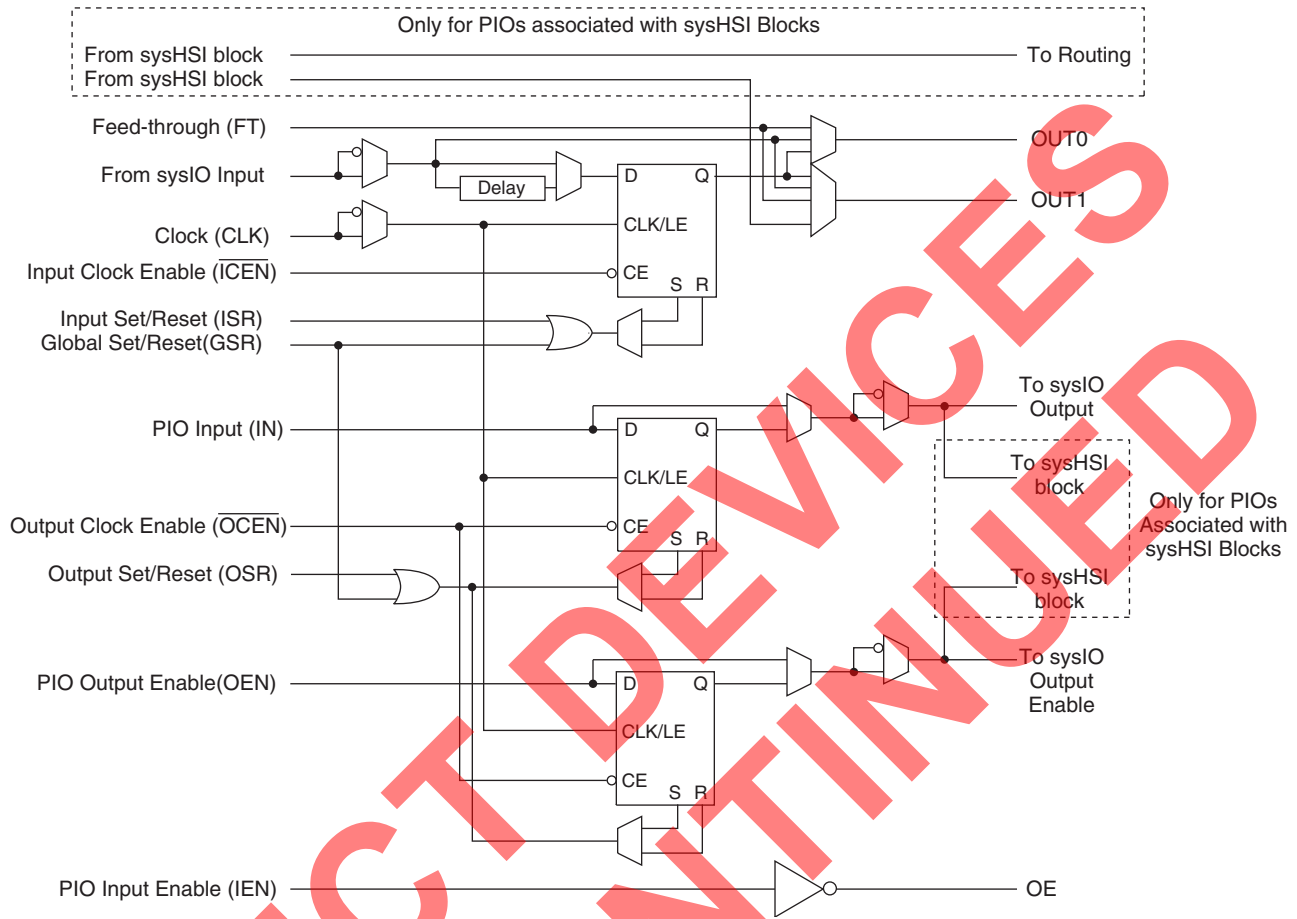 Only for PIOs associated with sysHSI Blocks
From sysHSI block
To Routing
From sysHSI block
Feed-through (FT)
OUT0
From sysIO Input
Delay
D
Q
OUT1
Clock (CLK)
CLK/LE
Input Clock Enable (ICEN)
CE
S R
Input Set/Reset (ISR)
Global Set/Reset(GSR)
To sysIO
Output
PIO Input (IN)
D
Q
To sysHSI
block
CLK/LE
Only for PIOs
Associated with
sysHSI Blocks
Output Clock Enable (OCEN)
CE
S R
Output Set/Reset (OSR)
To sysHSI
block
PIO Output Enable(OEN)
D
Q
To sysIO
Output
Enable
CLK/LE
CE
S R
PIO Input Enable (IEN)
OE
CT DEVICES
NTINUED